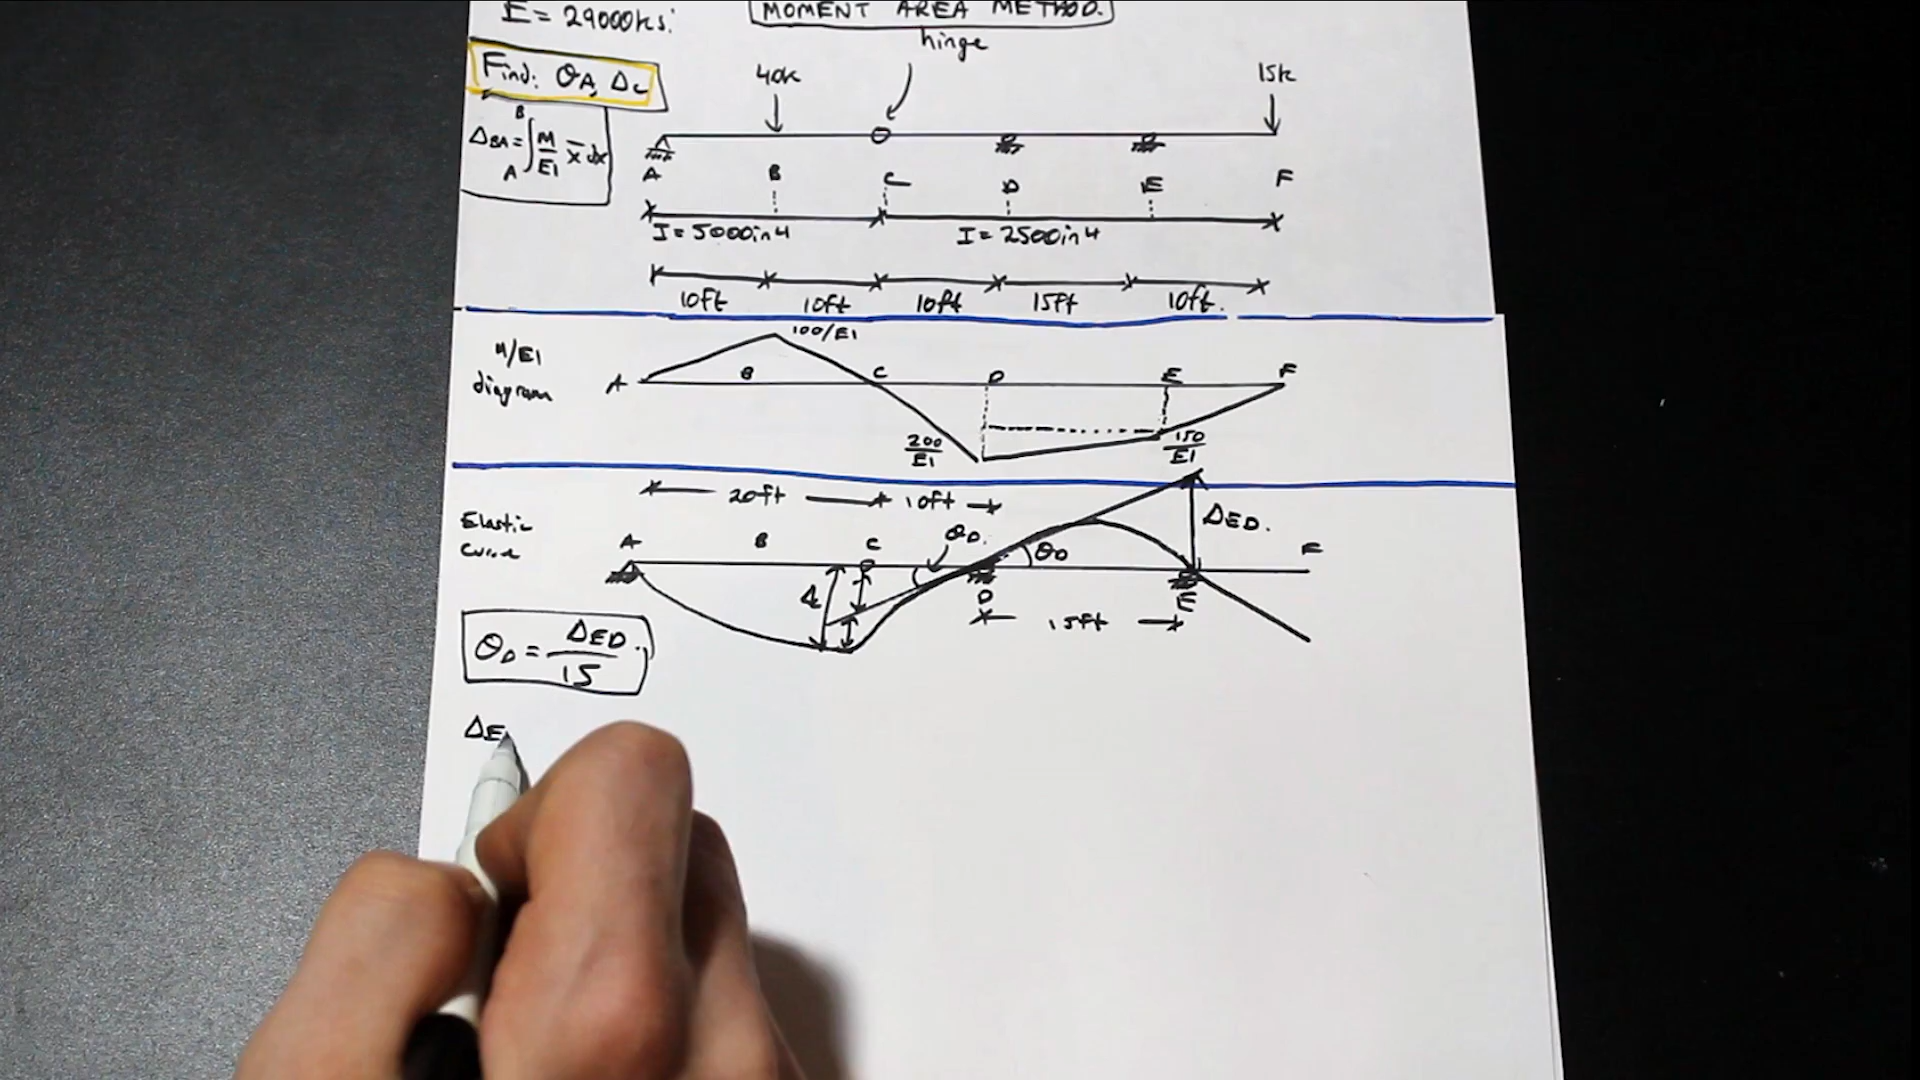 E = 29000ksi
MOMENT AREA METHOD.
hinge
Find: θA, Δc
40k
15k
ΔBA = ∫ M/EI x̄ dx
B
A
A B C D E F
I = 5000in4
I = 2500in4
10ft 10ft 10ft 15ft 10ft.
M/EI
diagram
100/EI
A B C D E F
200/EI
150/EI
20ft 10ft
Elastic
Curve
A B C θD. θD ΔED. F
Δc
D E
15ft
θD = ΔED/15.
ΔE